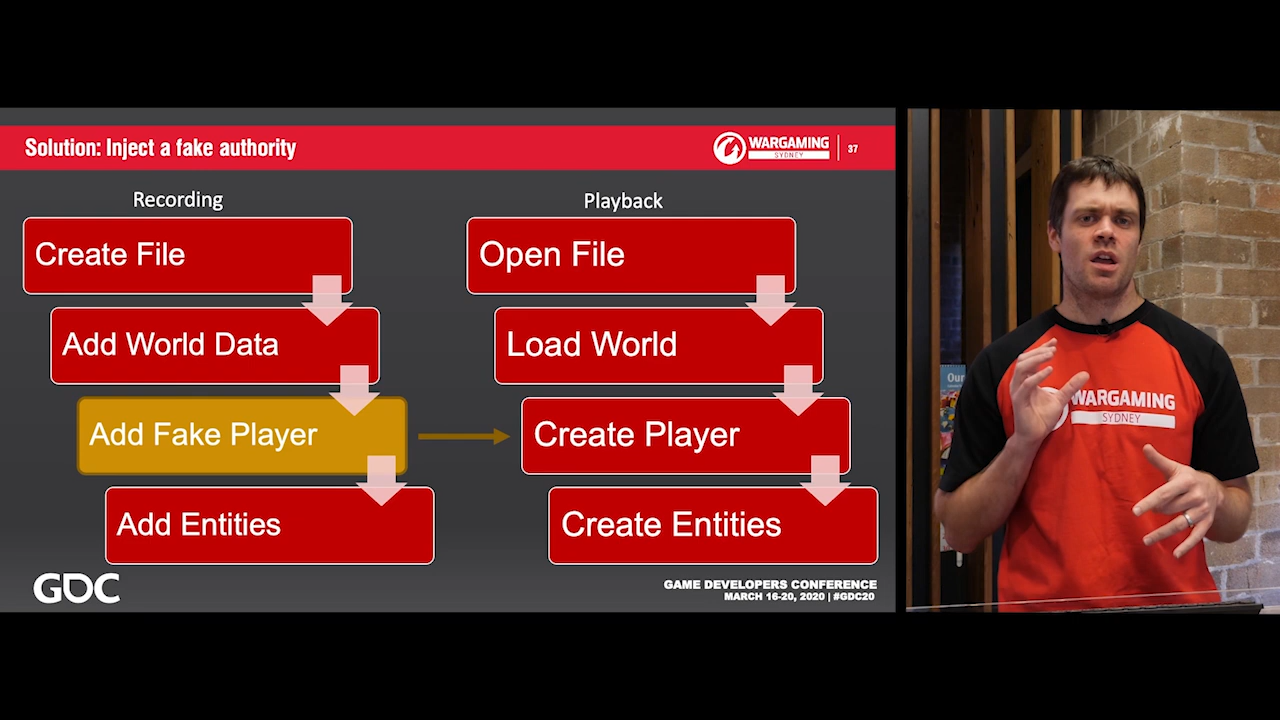 Solution: Inject a fake authority
WARGAMING
SYDNEY
37
Recording
Playback
Create File
Open File
Add World Data
Load World
Add Fake Player
Create Player
Add Entities
Create Entities
GDC
GAME DEVELOPERS CONFERENCE
MARCH 16-20, 2020 | #GDC20
Our
WARGAMING
SYDNEY